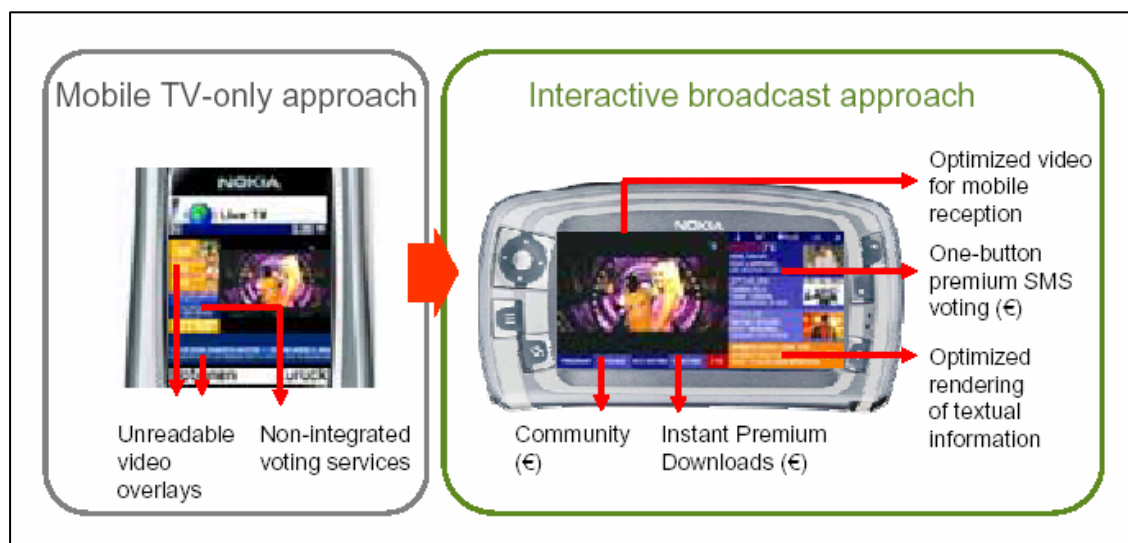 Mobile TV-only approach
NOKIA
Live TV
Unreadable
video
overlays
Non-integrated
voting services
Interactive broadcast approach
NOKIA
Optimized video
for mobile
reception
One-button
premium SMS
voting (€)
Optimized
rendering
of textual
information
Community
(€)
Instant Premium
Downloads (€)